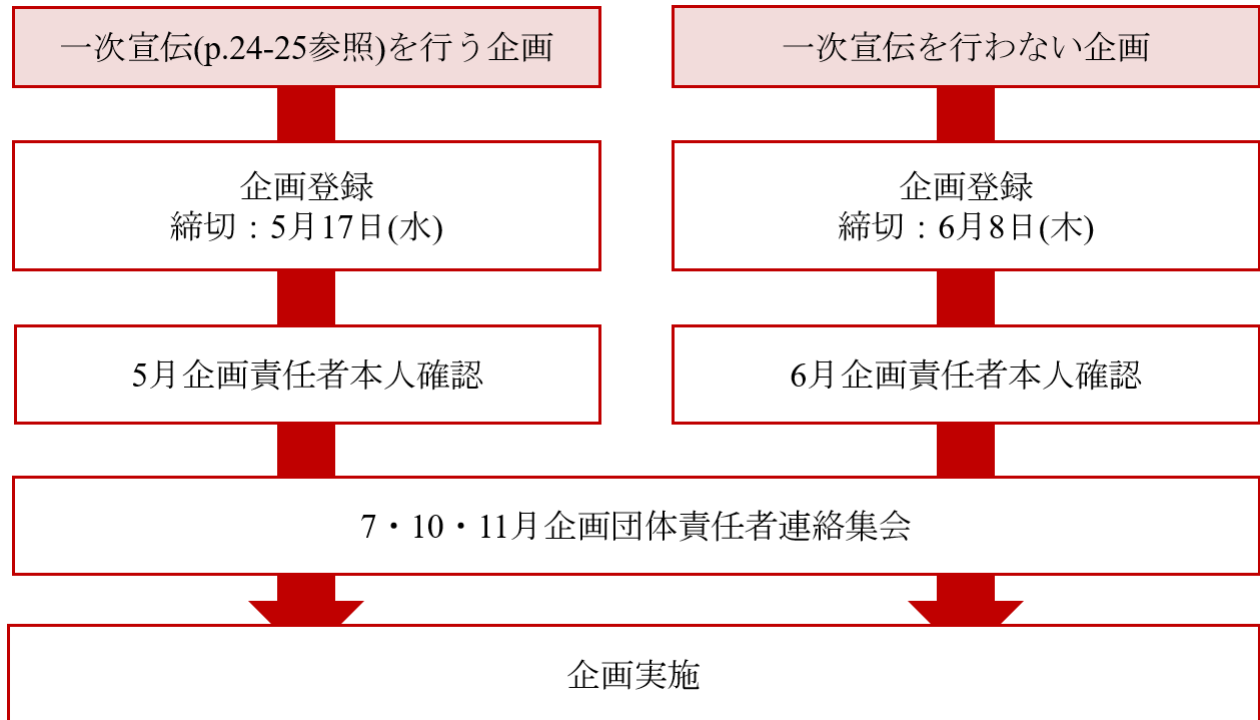 一次宣伝(p.24-25参照)を行う企画
一次宣伝を行わない企画
企画登録
締切：5月17日(水)
企画登録
締切：6月8日(木)
5月企画責任者本人確認
6月企画責任者本人確認
7・10・11月企画団体責任者連絡集会
企画実施